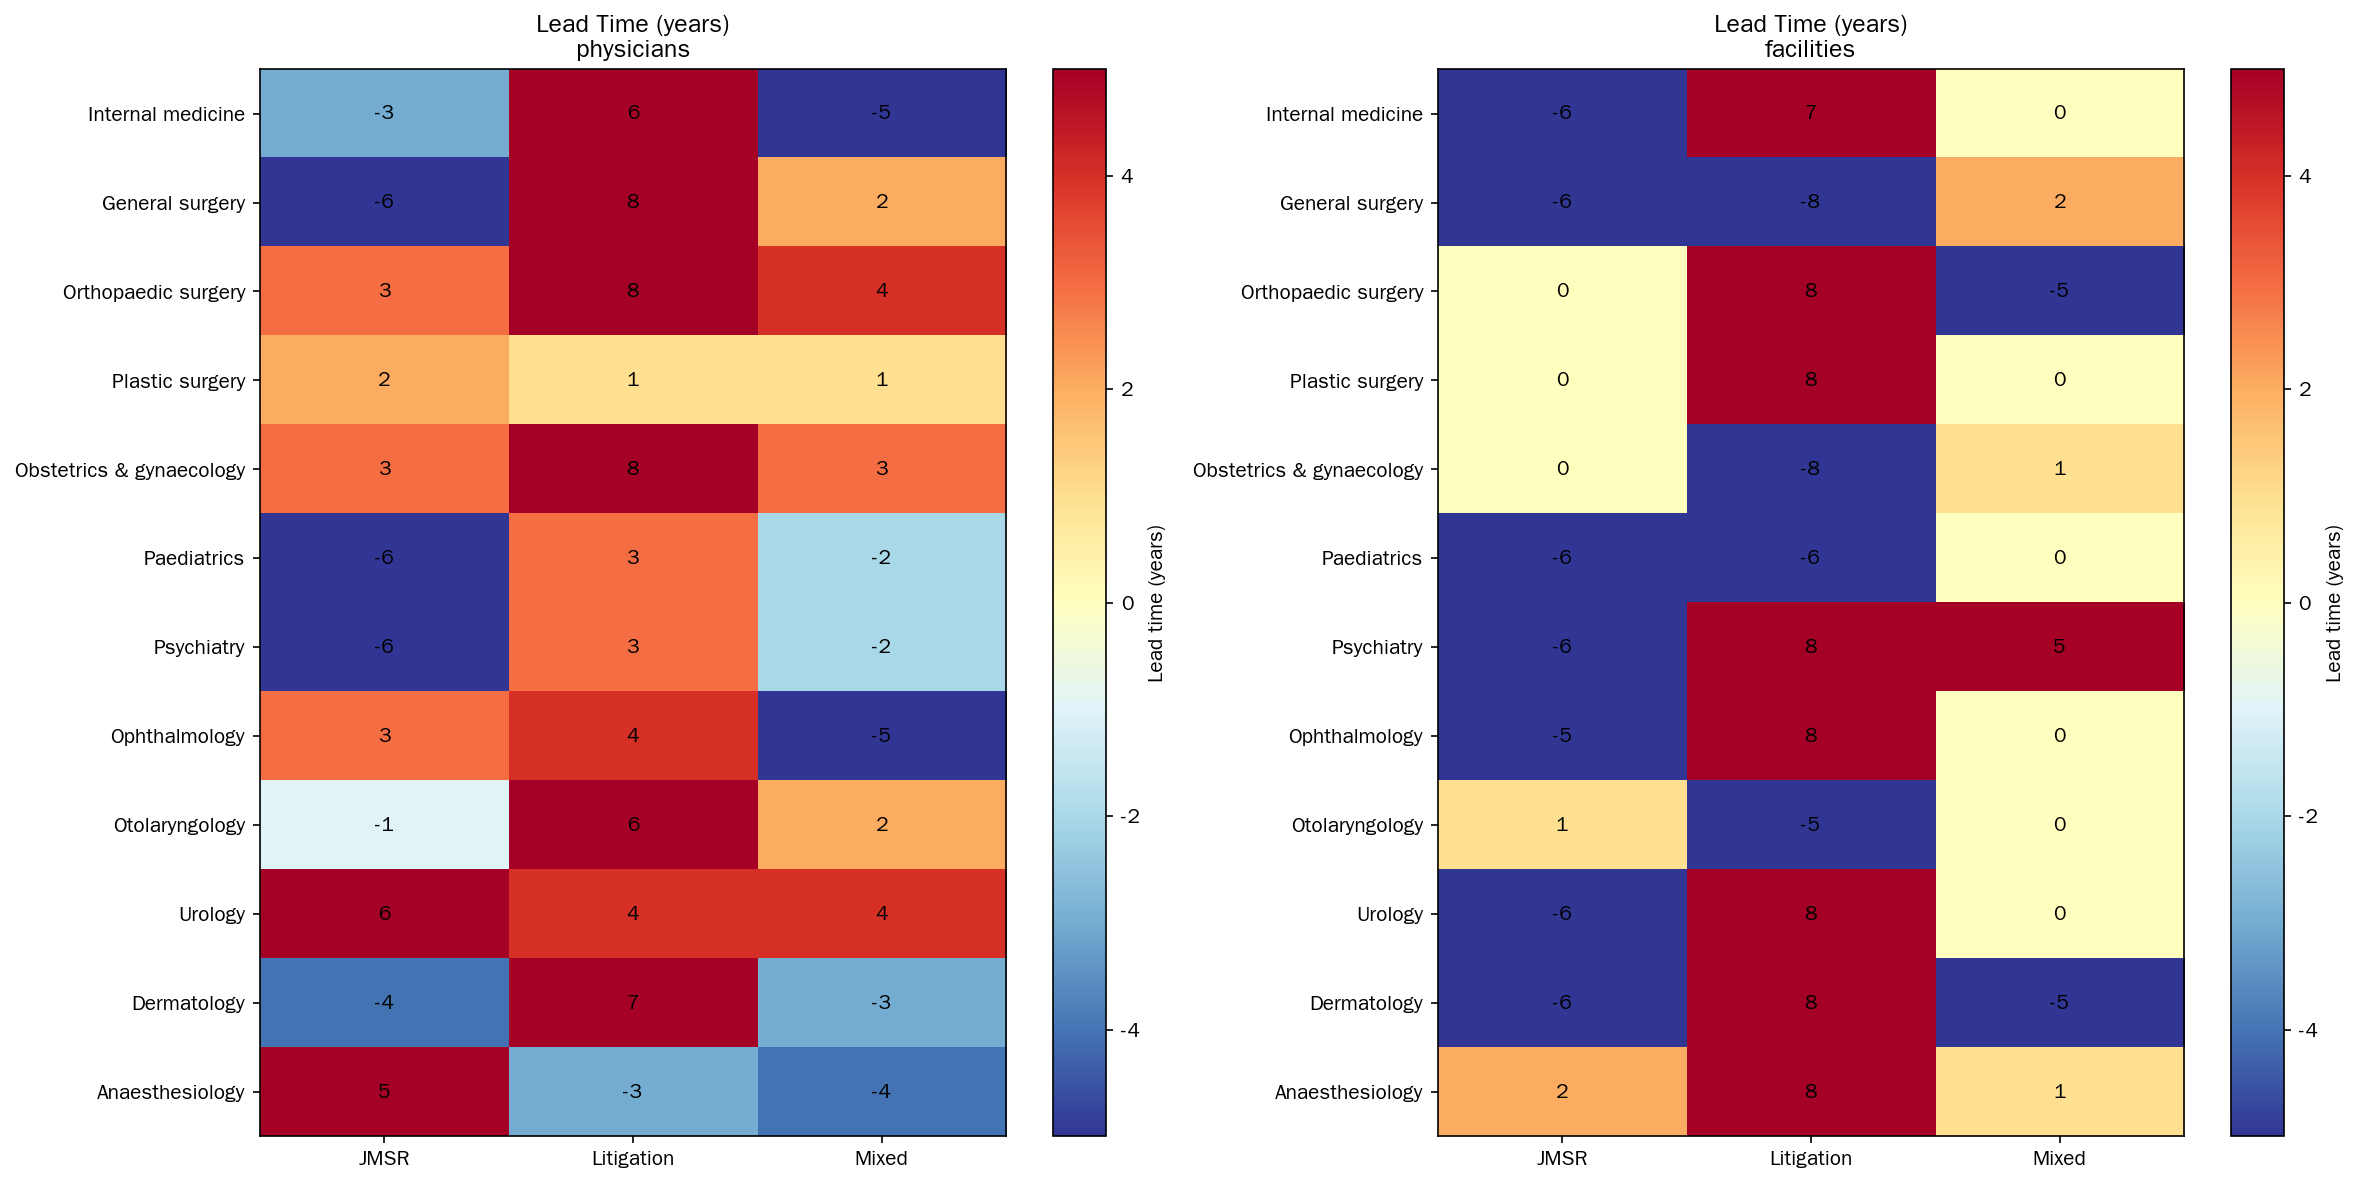 Lead Time (years)
physicians
Internal medicine -3 6 -5
General surgery -6 8 2
Orthopaedic surgery 3 8 4
Plastic surgery 2 1 1
Obstetrics & gynaecology 3 8 3
Paediatrics -6 3 -2
Psychiatry -6 3 -2
Ophthalmology 3 4 -5
Otolaryngology -1 6 2
Urology 6 4 4
Dermatology -4 7 -3
Anaesthesiology 5 -3 -4
JMSR Litigation Mixed
4
2
0
-2
-4
Lead time (years)
Lead Time (years)
facilities
Internal medicine -6 7 0
General surgery -6 -8 2
Orthopaedic surgery 0 8 -5
Plastic surgery 0 8 0
Obstetrics & gynaecology 0 -8 1
Paediatrics -6 -6 0
Psychiatry -6 8 5
Ophthalmology -5 8 0
Otolaryngology 1 -5 0
Urology -6 8 0
Dermatology -6 8 -5
Anaesthesiology 2 8 1
JMSR Litigation Mixed
4
2
0
-2
-4
Lead time (years)